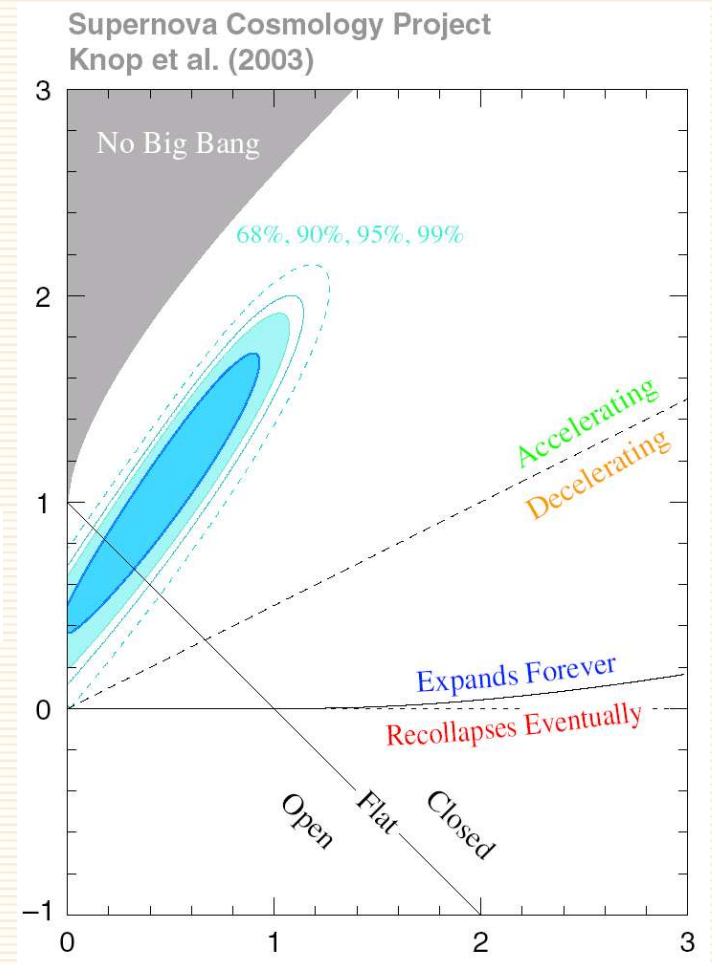 Supernova Cosmology Project
Knop et al. (2003)
3
No Big Bang
68%, 90%, 95%, 99%
2
Accelerating
Decelerating
1
Expands Forever
0
Recollapses Eventually
Open
Flat
Closed
−1
0 1 2 3